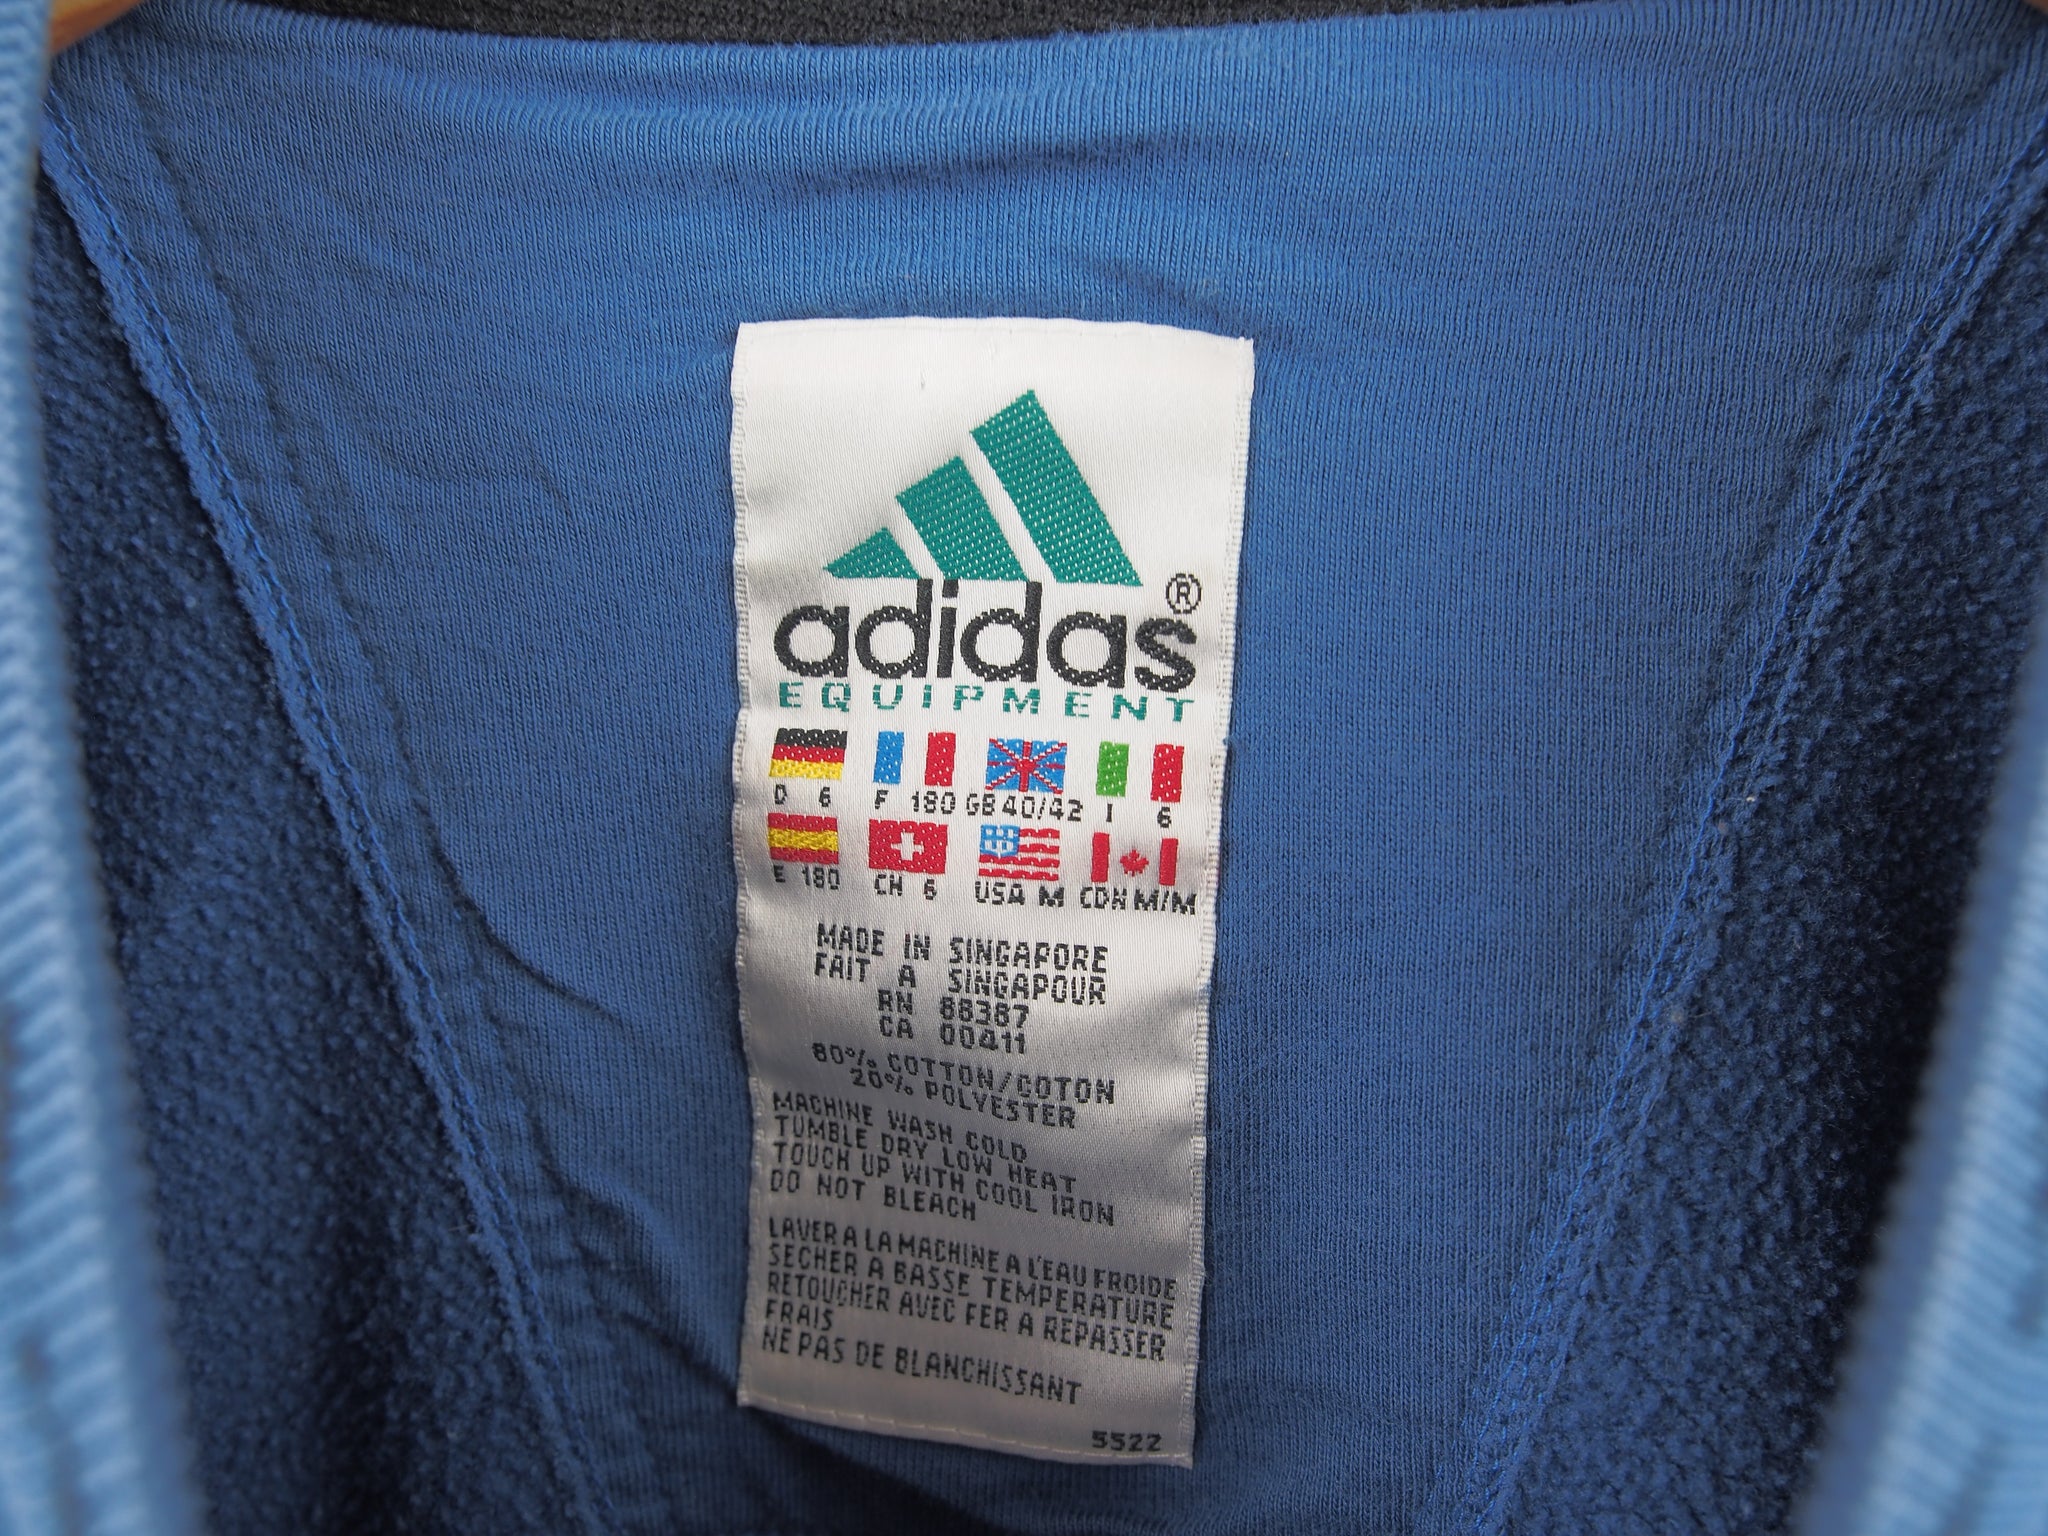 adidas®
EQUIPMENT
D 6 F 180 GB 40/42 I 6
E 180 CH 6 USA M CDN M/M
MADE IN SINGAPORE
FAIT A SINGAPOUR
RN 88387
CA 00411
80% COTTON/COTON
20% POLYESTER
MACHINE WASH COLD
TUMBLE DRY LOW HEAT
TOUCH UP WITH COOL IRON
DO NOT BLEACH
LAVER A LA MACHINE A L'EAU FROIDE
SECHER A BASSE TEMPERATURE
RETOUCHER AVEC FER A REPASSER
FRAIS
NE PAS DE BLANCHISSANT
5522